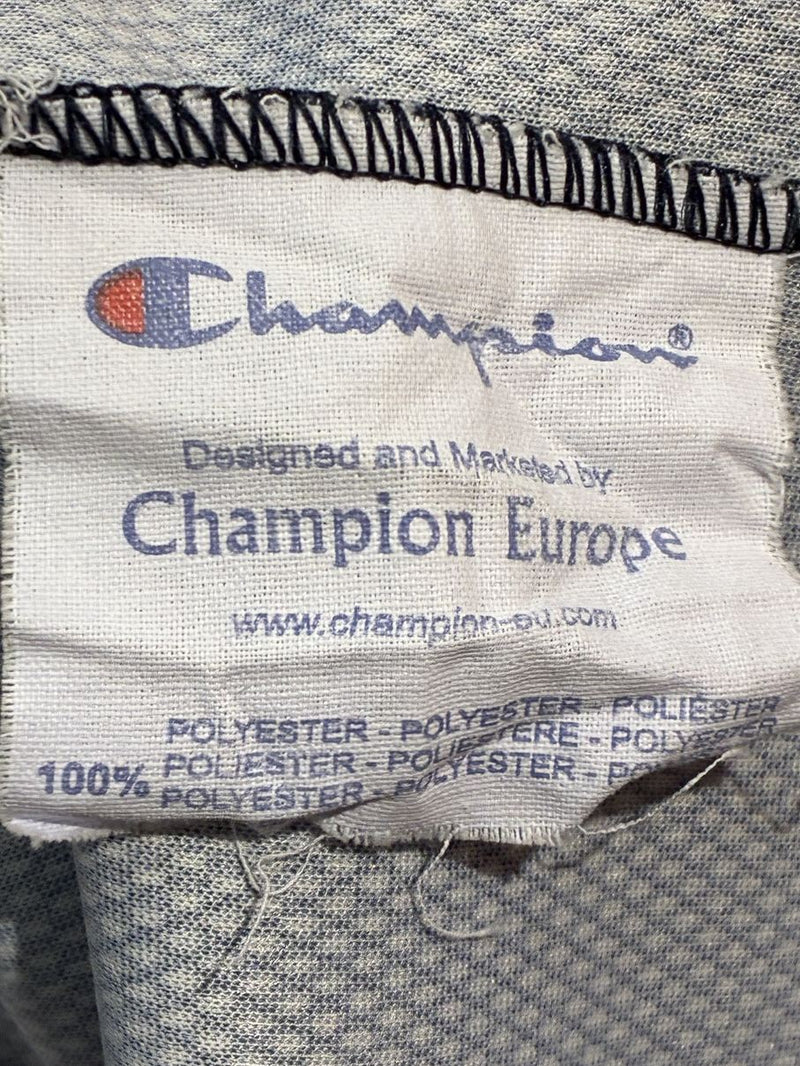 Champion®
Designed and Marketed by
Champion Europe
www.champion-eu.com
POLYESTER - POLYESTER - POLIÉSTER
100% POLIESTER - POLIESTERE - POLYESTER
POLYESTER - POLYESTER -